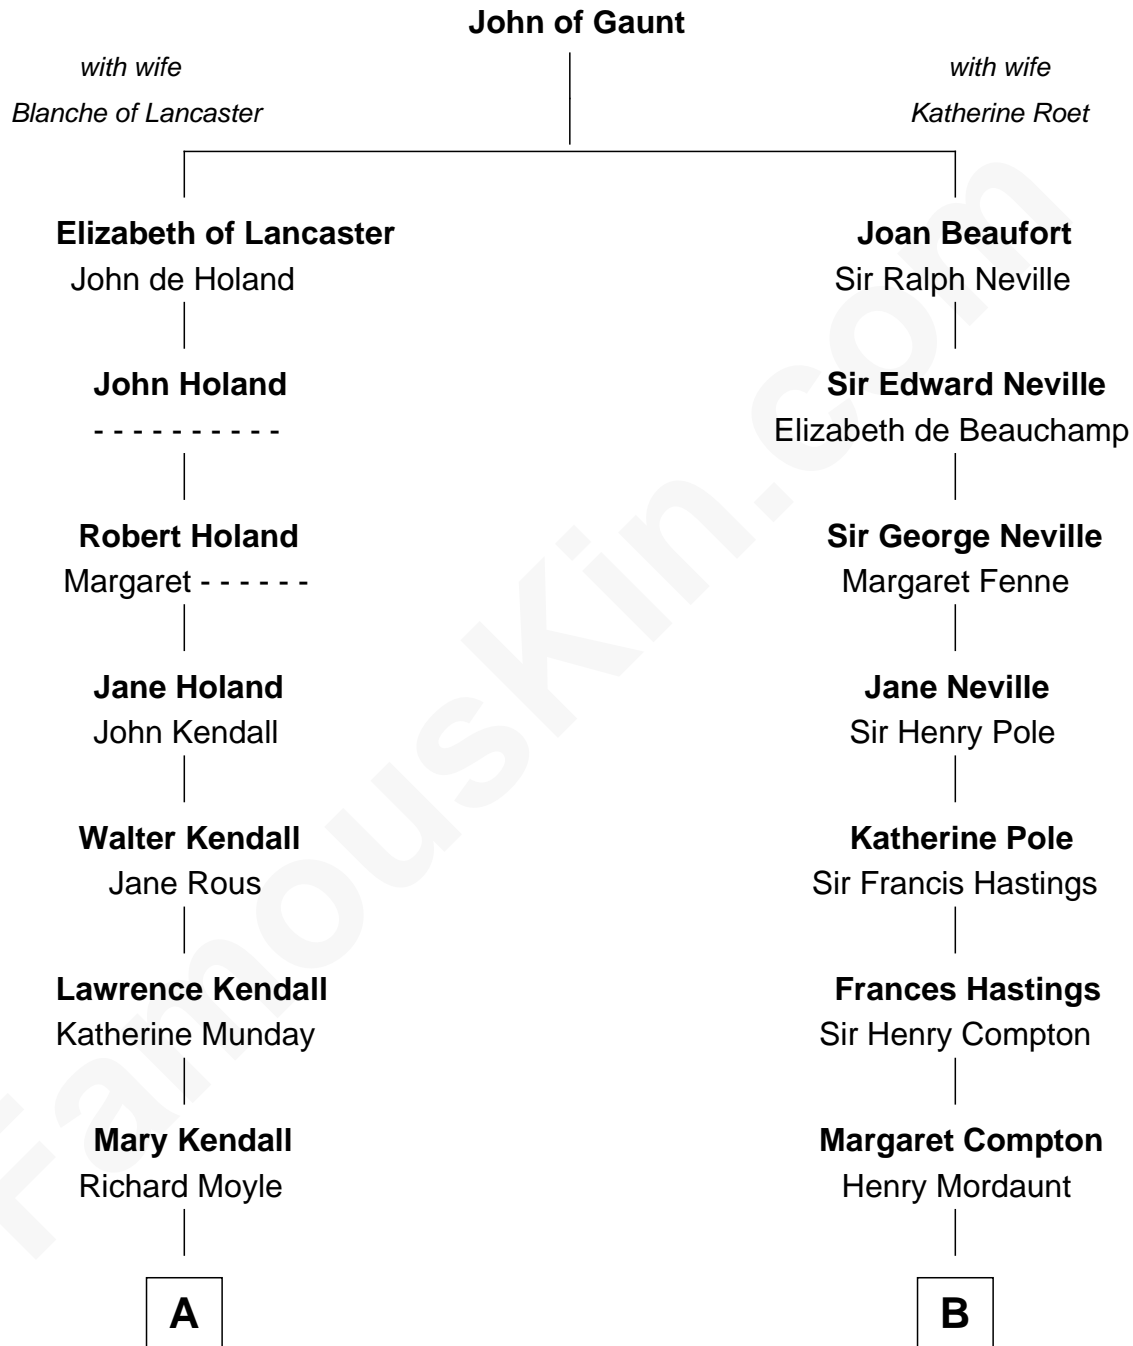 John of Gaunt
with wife
Blanche of Lancaster
with wife
Katherine Roet
Elizabeth of Lancaster
John de Holand
Joan Beaufort
Sir Ralph Neville
John Holand
- - - - - - - - - -
Sir Edward Neville
Elizabeth de Beauchamp
Robert Holand
Margaret - - - - - -
Sir George Neville
Margaret Fenne
Jane Holand
John Kendall
Jane Neville
Sir Henry Pole
Walter Kendall
Jane Rous
Katherine Pole
Sir Francis Hastings
Lawrence Kendall
Katherine Munday
Frances Hastings
Sir Henry Compton
Mary Kendall
Richard Moyle
Margaret Compton
Henry Mordaunt
A
B
FamousKin.com